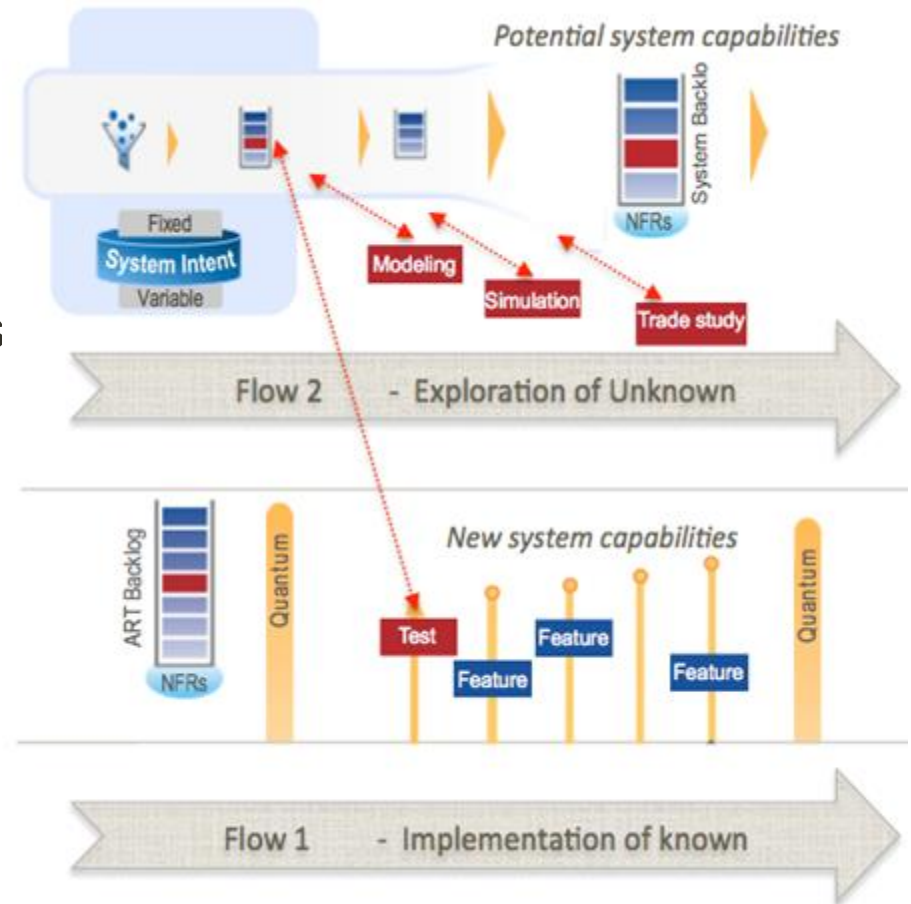 Potential system capabilities
System Backlo
Fixed
System Intent
Variable
NFRs
Modeling
Simulation
Trade study
G
Flow 2 - Exploration of Unknown
ART Backlog
NFRs
Quantum
New system capabilities
Test
Feature
Feature
Feature
Quantum
Flow 1 - Implementation of known